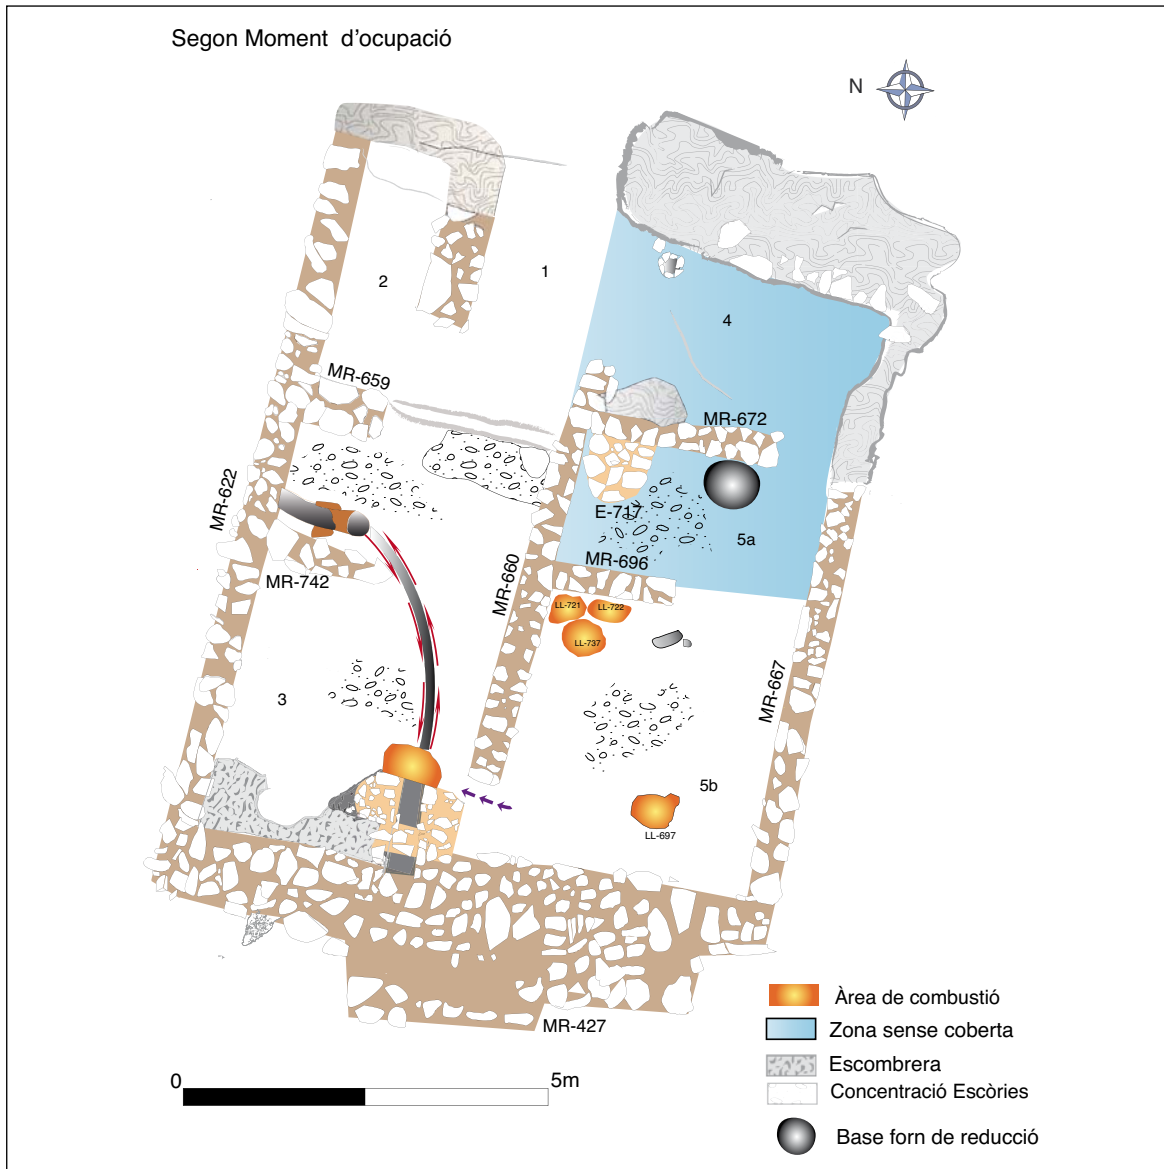 Segon Moment d'ocupació
N
2
1
4
MR-659
MR-672
MR-622
E-717
5a
MR-696
MR-742
MR-660
LL-721
LL-722
LL-737
MR-667
3
5b
LL-697
MR-427
Àrea de combustió
Zona sense coberta
Escombrera
Concentració Escòries
Base forn de reducció
0
5m